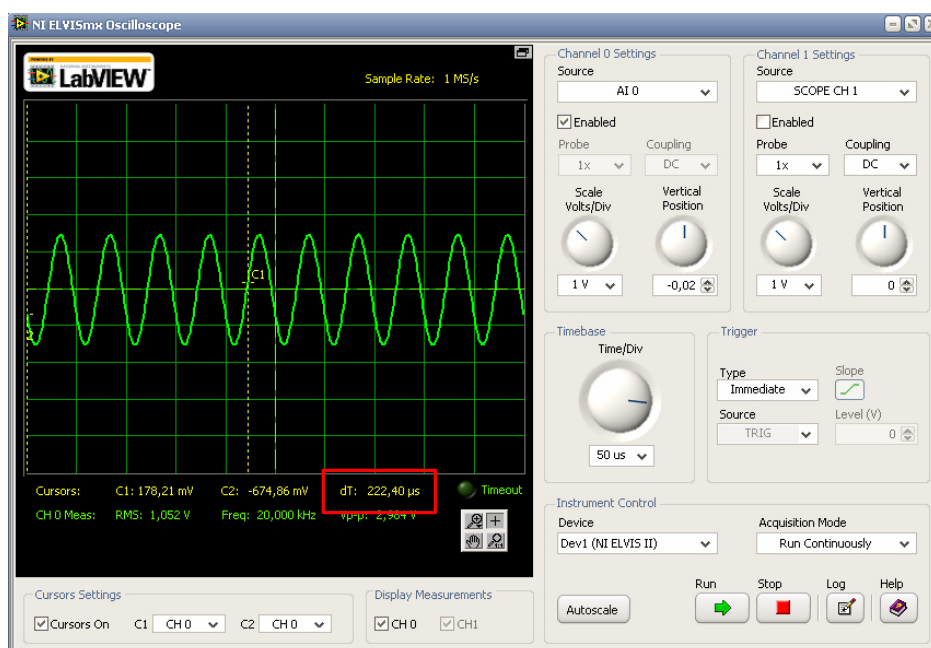 NI ELVISmx Oscilloscope
LabVIEW
Sample Rate: 1 MS/s
C1
2
Cursors: C1: 178,21 mV C2: -674,86 mV dT: 222,40 µs Timeout
CH 0 Meas: RMS: 1,052 V Freq: 20,000 kHz Vp-p: 2,984 V
Cursors Settings
Cursors On C1 CH 0 C2 CH 0
Display Measurements
CH 0 CH1
Channel 0 Settings
Source
AI 0
Enabled
Probe Coupling
1x DC
Scale Vertical
Volts/Div Position
1 V -0,02
Channel 1 Settings
Source
SCOPE CH 1
Enabled
Probe Coupling
1x DC
Scale Vertical
Volts/Div Position
1 V 0
Timebase
Time/Div
50 us
Trigger
Type Slope
Immediate
Source Level (V)
TRIG 0
Instrument Control
Device Acquisition Mode
Dev1 (NI ELVIS II) Run Continuously
Run Stop Log Help
Autoscale